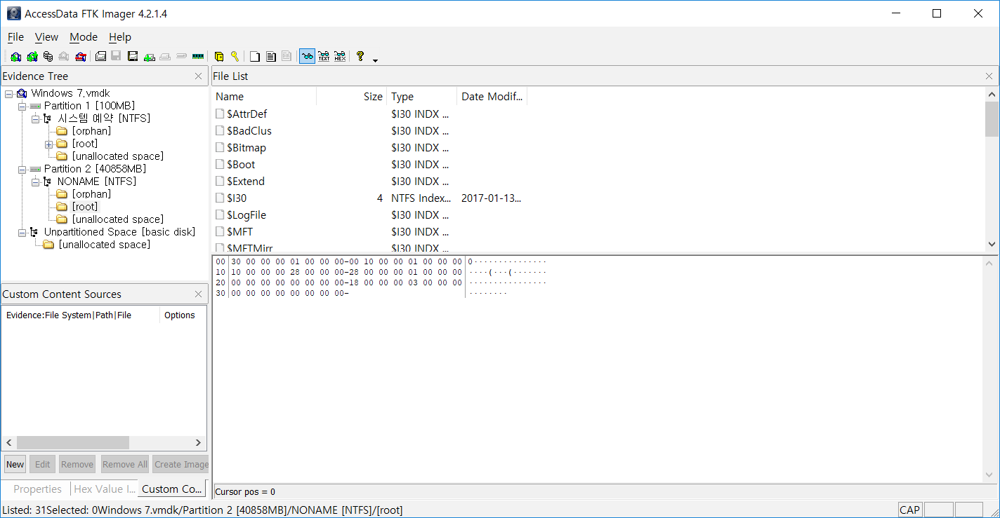 AccessData FTK Imager 4.2.1.4
File View Mode Help
Evidence Tree
Windows 7.vmdk
Partition 1 [100MB]
시스템 예약 [NTFS]
[orphan]
[root]
[unallocated space]
Partition 2 [40858MB]
NONAME [NTFS]
[orphan]
[root]
[unallocated space]
Unpartitioned Space [basic disk]
[unallocated space]
Custom Content Sources
Evidence:File System|Path|File Options
New Edit Remove Remove All Create Image
Properties Hex Value I... Custom Co...
File List
Name Size Type Date Modif...
$AttrDef $I30 INDX ...
$BadClus $I30 INDX ...
$Bitmap $I30 INDX ...
$Boot $I30 INDX ...
$Extend $I30 INDX ...
$I30 4 NTFS Index... 2017-01-13...
$LogFile $I30 INDX ...
$MFT $I30 INDX ...
$MFTMirr $I30 INDX ...
00 30 00 00 00 01 00 00 00-00 10 00 00 01 00 00 00 0···············
10 10 00 00 00 28 00 00 00-28 00 00 00 01 00 00 00 ····(···(·······
20 00 00 00 00 00 00 00 00-18 00 00 00 03 00 00 00 ················
30 00 00 00 00 00 00 00 00- ········
Cursor pos = 0
Listed: 31Selected: 0Windows 7.vmdk/Partition 2 [40858MB]/NONAME [NTFS]/[root] CAP